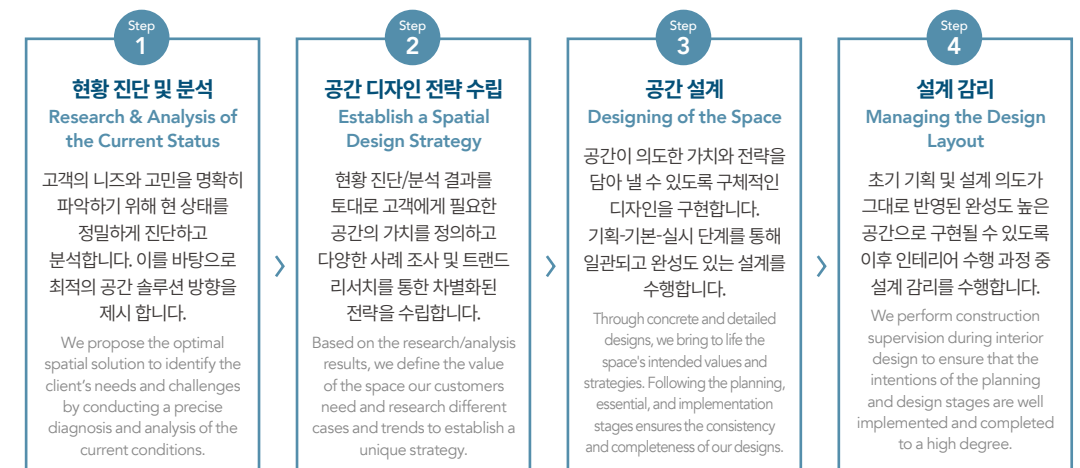 Step
1
현황 진단 및 분석
Research & Analysis of
the Current Status
고객의 니즈와 고민을 명확히
파악하기 위해 현 상태를
정밀하게 진단하고
분석합니다. 이를 바탕으로
최적의 공간 솔루션 방향을
제시 합니다.
We propose the optimal
spatial solution to identify the
client's needs and challenges
by conducting a precise
diagnosis and analysis of the
current conditions.
Step
2
공간 디자인 전략 수립
Establish a Spatial
Design Strategy
현황 진단/분석 결과를
토대로 고객에게 필요한
공간의 가치를 정의하고
다양한 사례 조사 및 트랜드
리서치를 통한 차별화된
전략을 수립합니다.
Based on the research/analysis
results, we define the value
of the space our customers
need and research different
cases and trends to establish a
unique strategy.
Step
3
공간 설계
Designing of the Space
공간이 의도한 가치와 전략을
담아 낼 수 있도록 구체적인
디자인을 구현합니다.
기획-기본-실시 단계를 통해
일관되고 완성도 있는 설계를
수행합니다.
Through concrete and detailed
designs, we bring to life the
space's intended values and
strategies. Following the planning,
essential, and implementation
stages ensures the consistency
and completeness of our designs.
Step
4
설계 감리
Managing the Design
Layout
초기 기획 및 설계 의도가
그대로 반영된 완성도 높은
공간으로 구현될 수 있도록
이후 인테리어 수행 과정 중
설계 감리를 수행합니다.
We perform construction
supervision during interior
design to ensure that the
intentions of the planning
and design stages are well
implemented and completed
to a high degree.